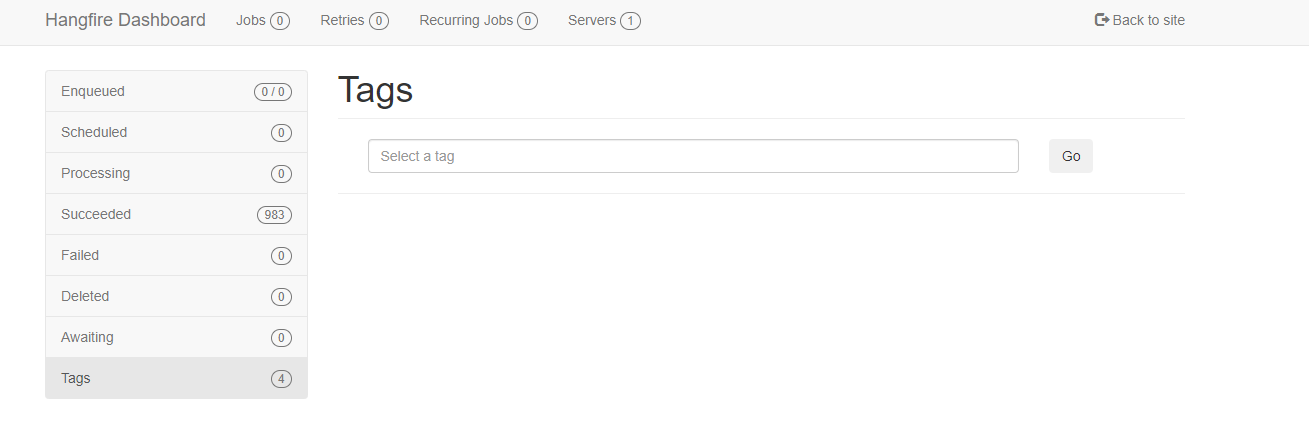 Hangfire Dashboard Jobs 0 Retries 0 Recurring Jobs 0 Servers 1 Back to site
Enqueued 0 / 0
Scheduled 0
Processing 0
Succeeded 983
Failed 0
Deleted 0
Awaiting 0
Tags 4
Tags
Select a tag Go